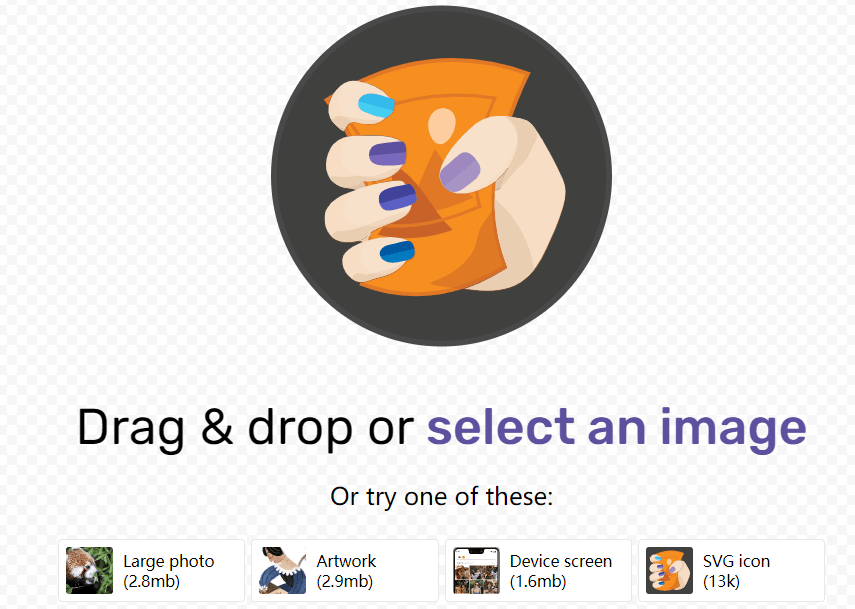 Drag & drop or select an image
Or try one of these:
Large photo
(2.8mb)
Artwork
(2.9mb)
Device screen
(1.6mb)
SVG icon
(13k)